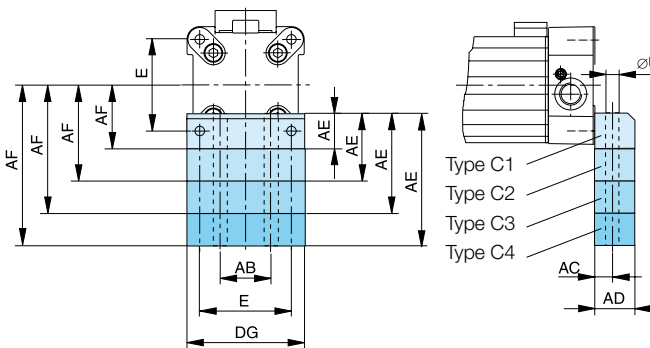 E
AF
AF
AF
AF
AE
AE
AE
AE
AB
E
DG
Type C1
Type C2
Type C3
Type C4
AC
AD